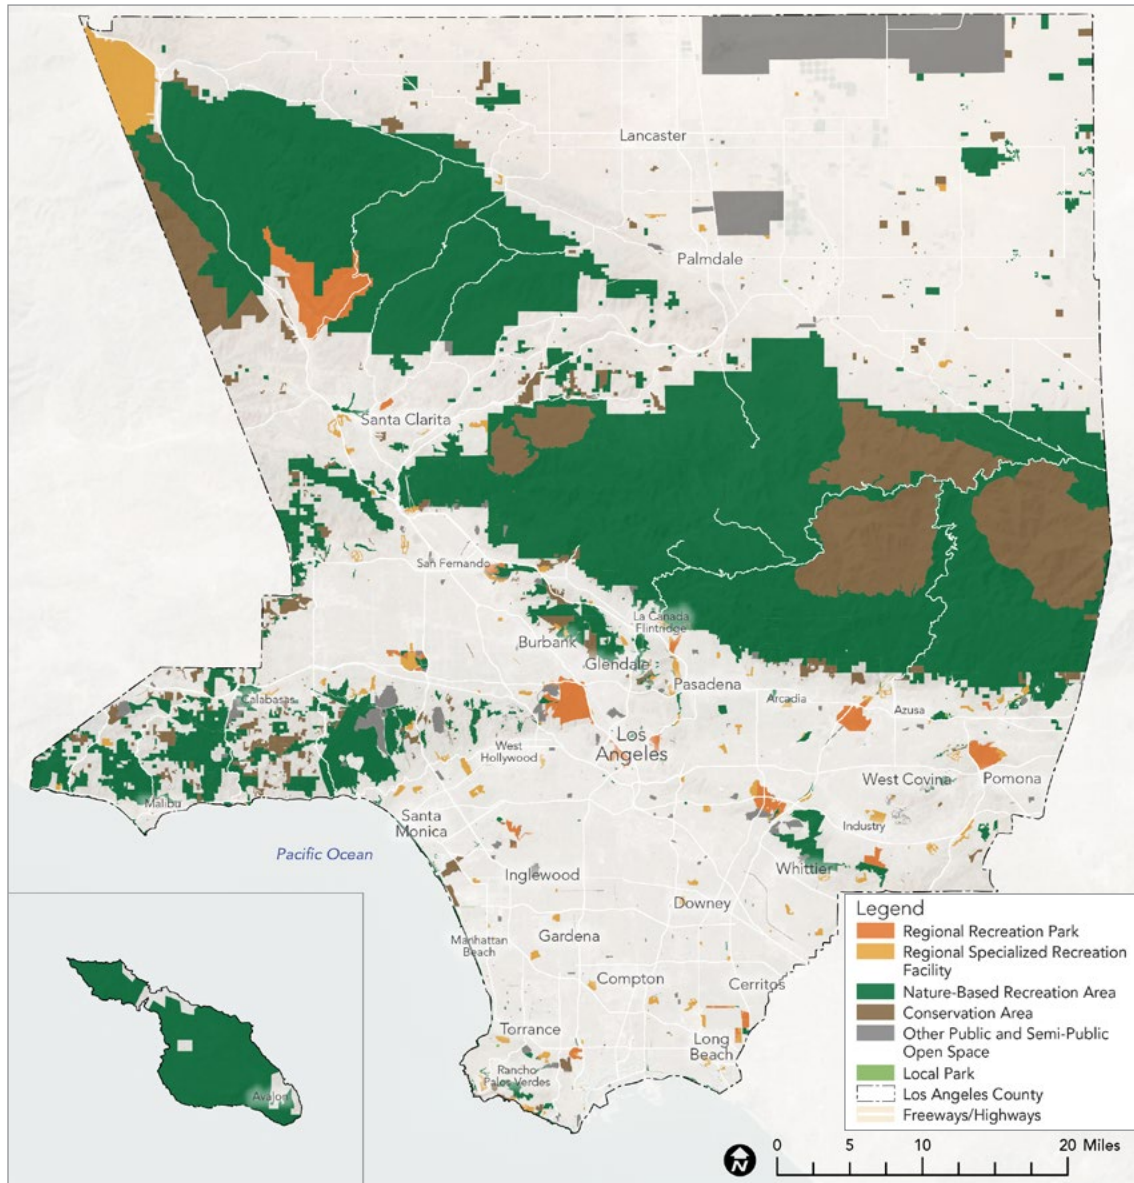 Lancaster
Palmdale
Santa Clarita
San Fernando
La Canada
Flintridge
Burbank
Glendale
Pasadena
Arcadia
Azusa
Calabasas
West
Hollywood
Los
Angeles
West Covina
Pomona
Malibu
Santa
Monica
Industry
Pacific Ocean
Inglewood
Whittier
Downey
Manhattan
Beach
Gardena
Compton
Cerritos
Torrance
Long
Beach
Rancho
Palos Verdes
Avalon
Legend
Regional Recreation Park
Regional Specialized Recreation
Facility
Nature-Based Recreation Area
Conservation Area
Other Public and Semi-Public
Open Space
Local Park
Los Angeles County
Freeways/Highways
N
0 5 10 20 Miles